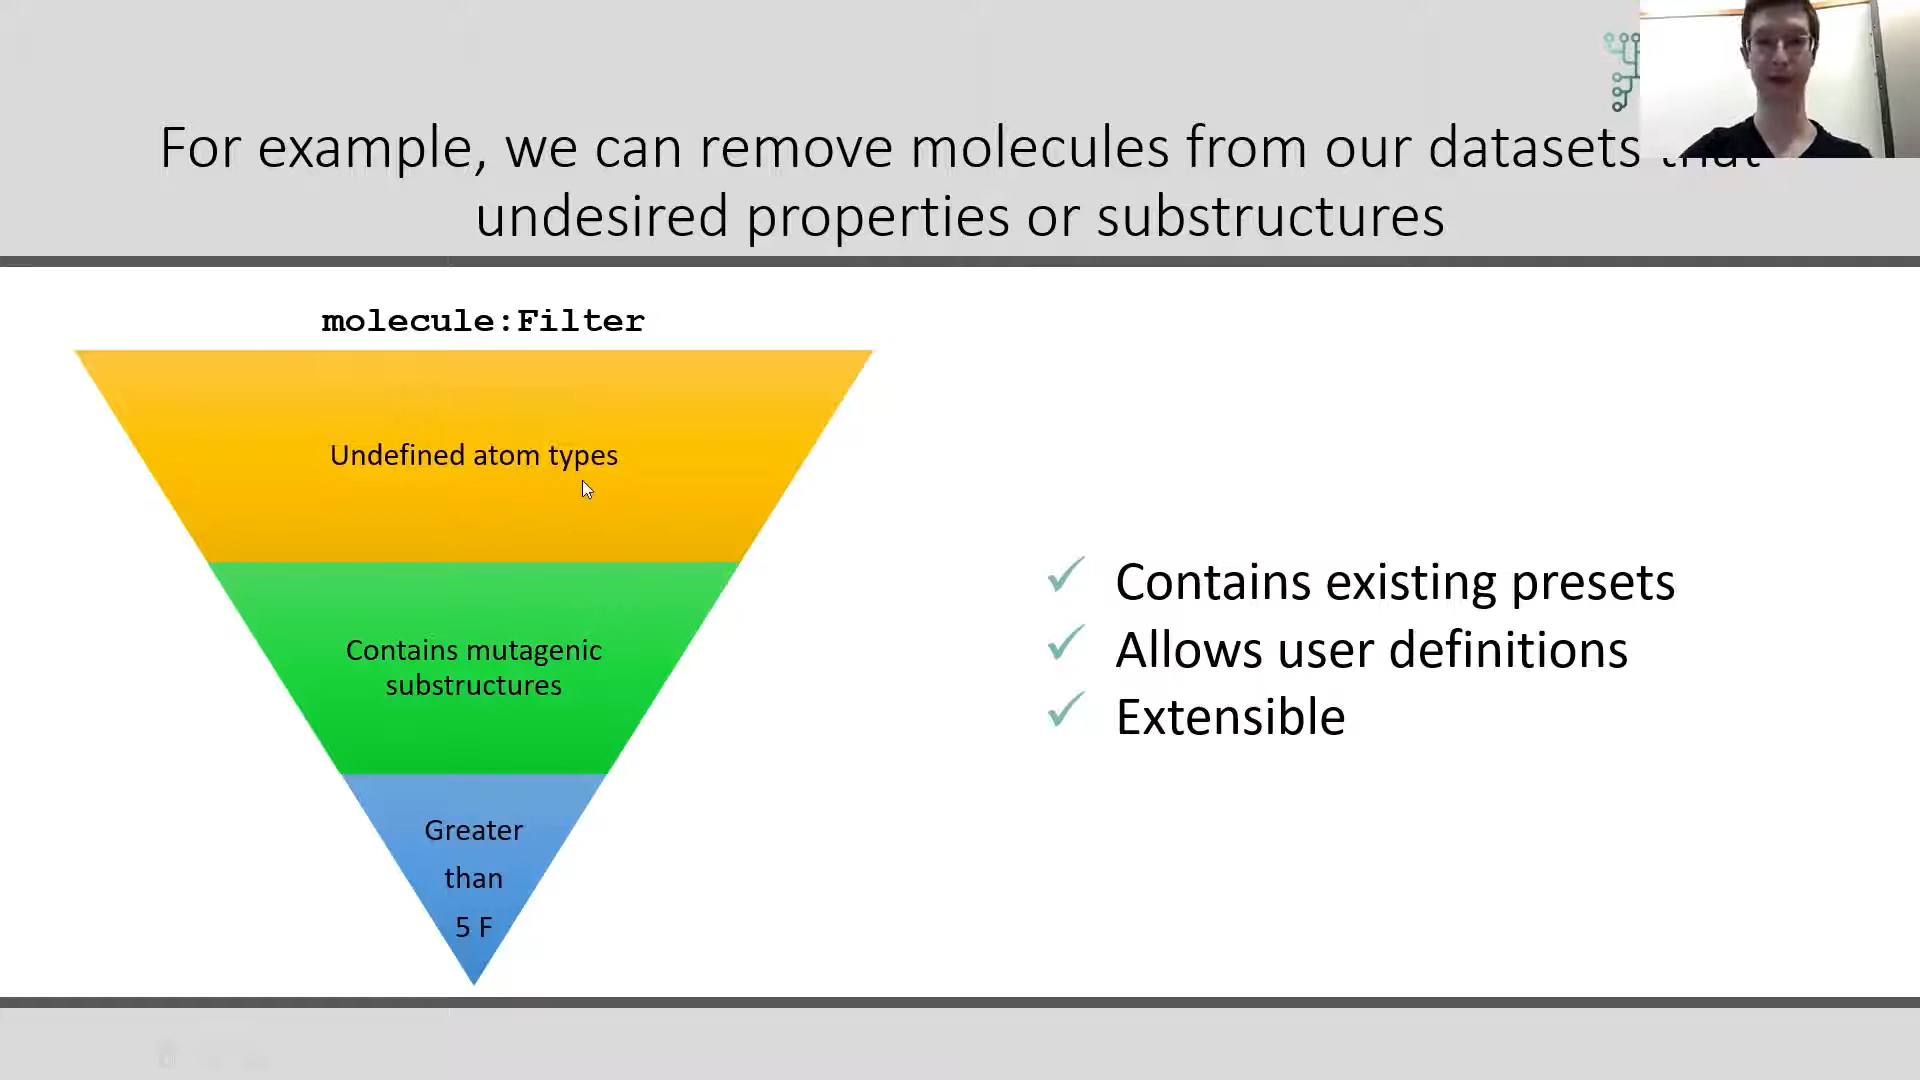 For example, we can remove molecules from our datasets that
undesired properties or substructures
molecule:Filter
Undefined atom types
Contains mutagenic
substructures
Greater
than
5 F
✓ Contains existing presets
✓ Allows user definitions
✓ Extensible